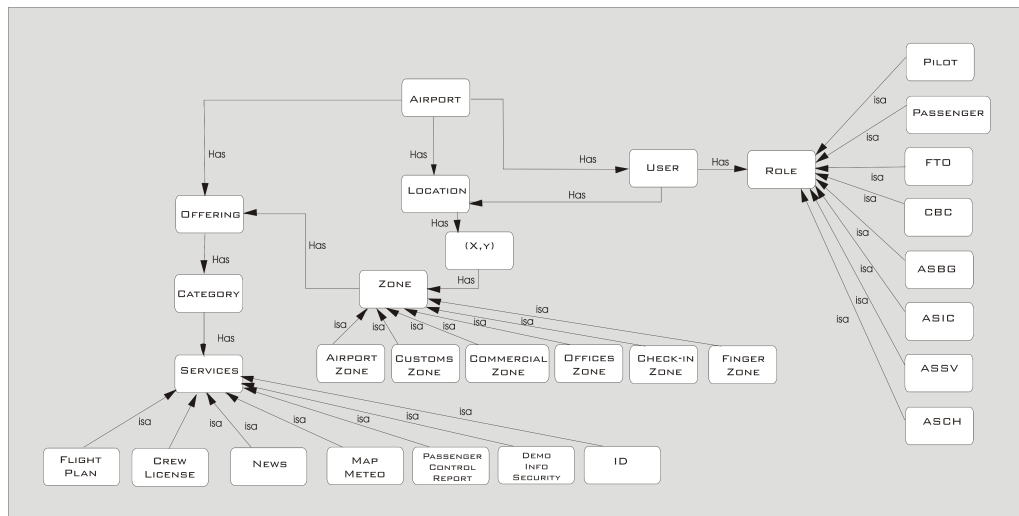 PILOT
AIRPORT
isa
PASSENGER
isa
Has
Has
Has
USER
Has
FTO
ROLE
isa
LOCATION
Has
isa
OFFERING
Has
CBC
isa
Has
(X,Y)
Has
isa
ASBG
ZONE
Has
CATEGORY
isa
isa
ASIC
isa
isa
isa
isa
isa
isa
Has
AIRPORT
ZONE
CUSTOMS
ZONE
COMMERCIAL
ZONE
OFFICES
ZONE
CHECK-IN
ZONE
FINGER
ZONE
SERVICES
ASSV
isa
isa
isa
isa
isa
isa
isa
ASCH
FLIGHT
PLAN
CREW
LICENSE
NEWS
MAP
METEO
PASSENGER
CONTROL
REPORT
DEMO
INFO
SECURITY
ID